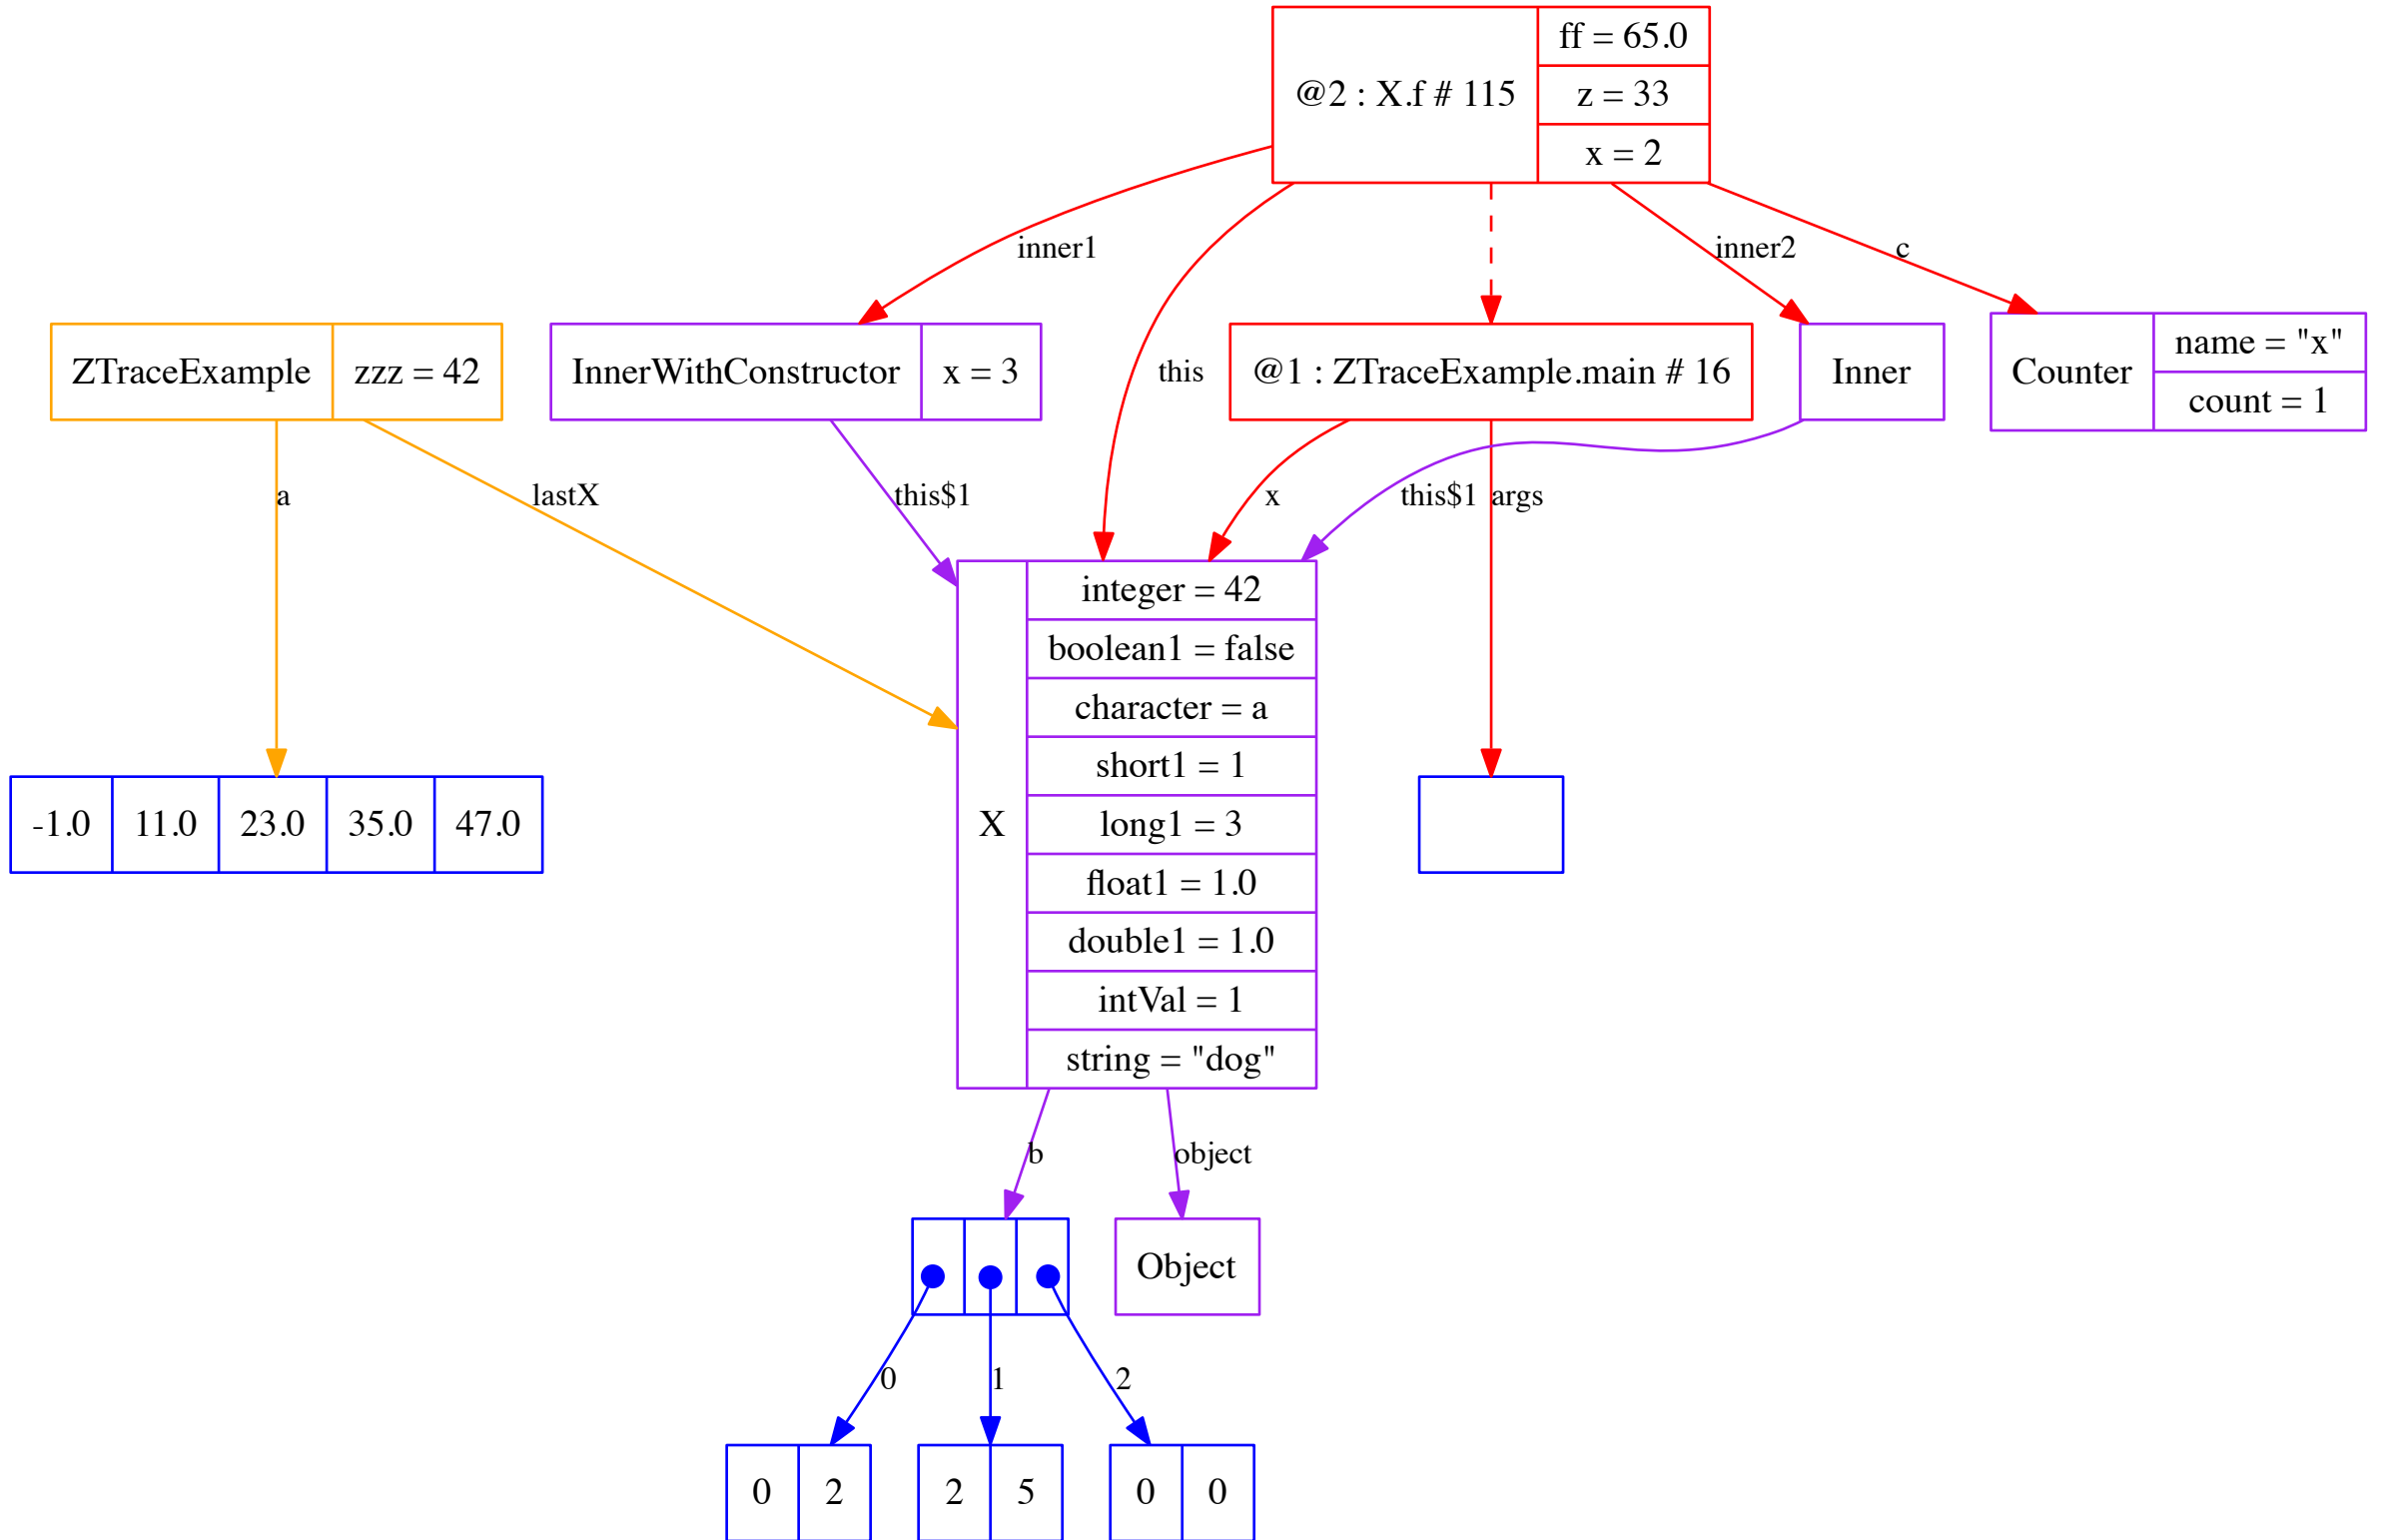 @2 : X.f # 115
ff = 65.0
z = 33
x = 2
inner1
inner2
c
this
ZTraceExample
zzz = 42
InnerWithConstructor
x = 3
@1 : ZTraceExample.main # 16
Inner
Counter
name = "x"
count = 1
a
lastX
this$1
x
this$1
args
X
integer = 42
boolean1 = false
character = a
short1 = 1
long1 = 3
float1 = 1.0
double1 = 1.0
intVal = 1
string = "dog"
-1.0 11.0 23.0 35.0 47.0
b
object
Object
0
1
2
0 2
2 5
0 0